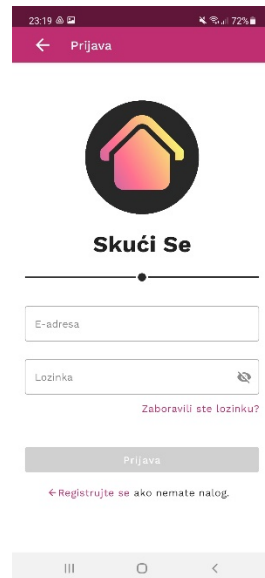 23:19 72%
Prijava
Skući Se
E-adresa
Lozinka
Zaboravili ste lozinku?
Prijava
←Registrujte se ako nemate nalog.